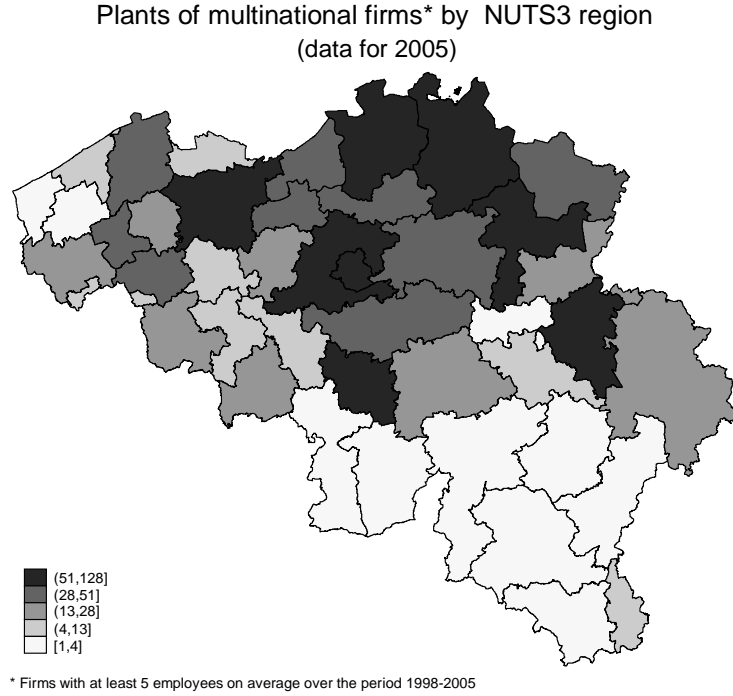 Plants of multinational firms* by NUTS3 region
(data for 2005)
(51,128]
(28,51]
(13,28]
(4,13]
[1,4]
* Firms with at least 5 employees on average over the period 1998-2005